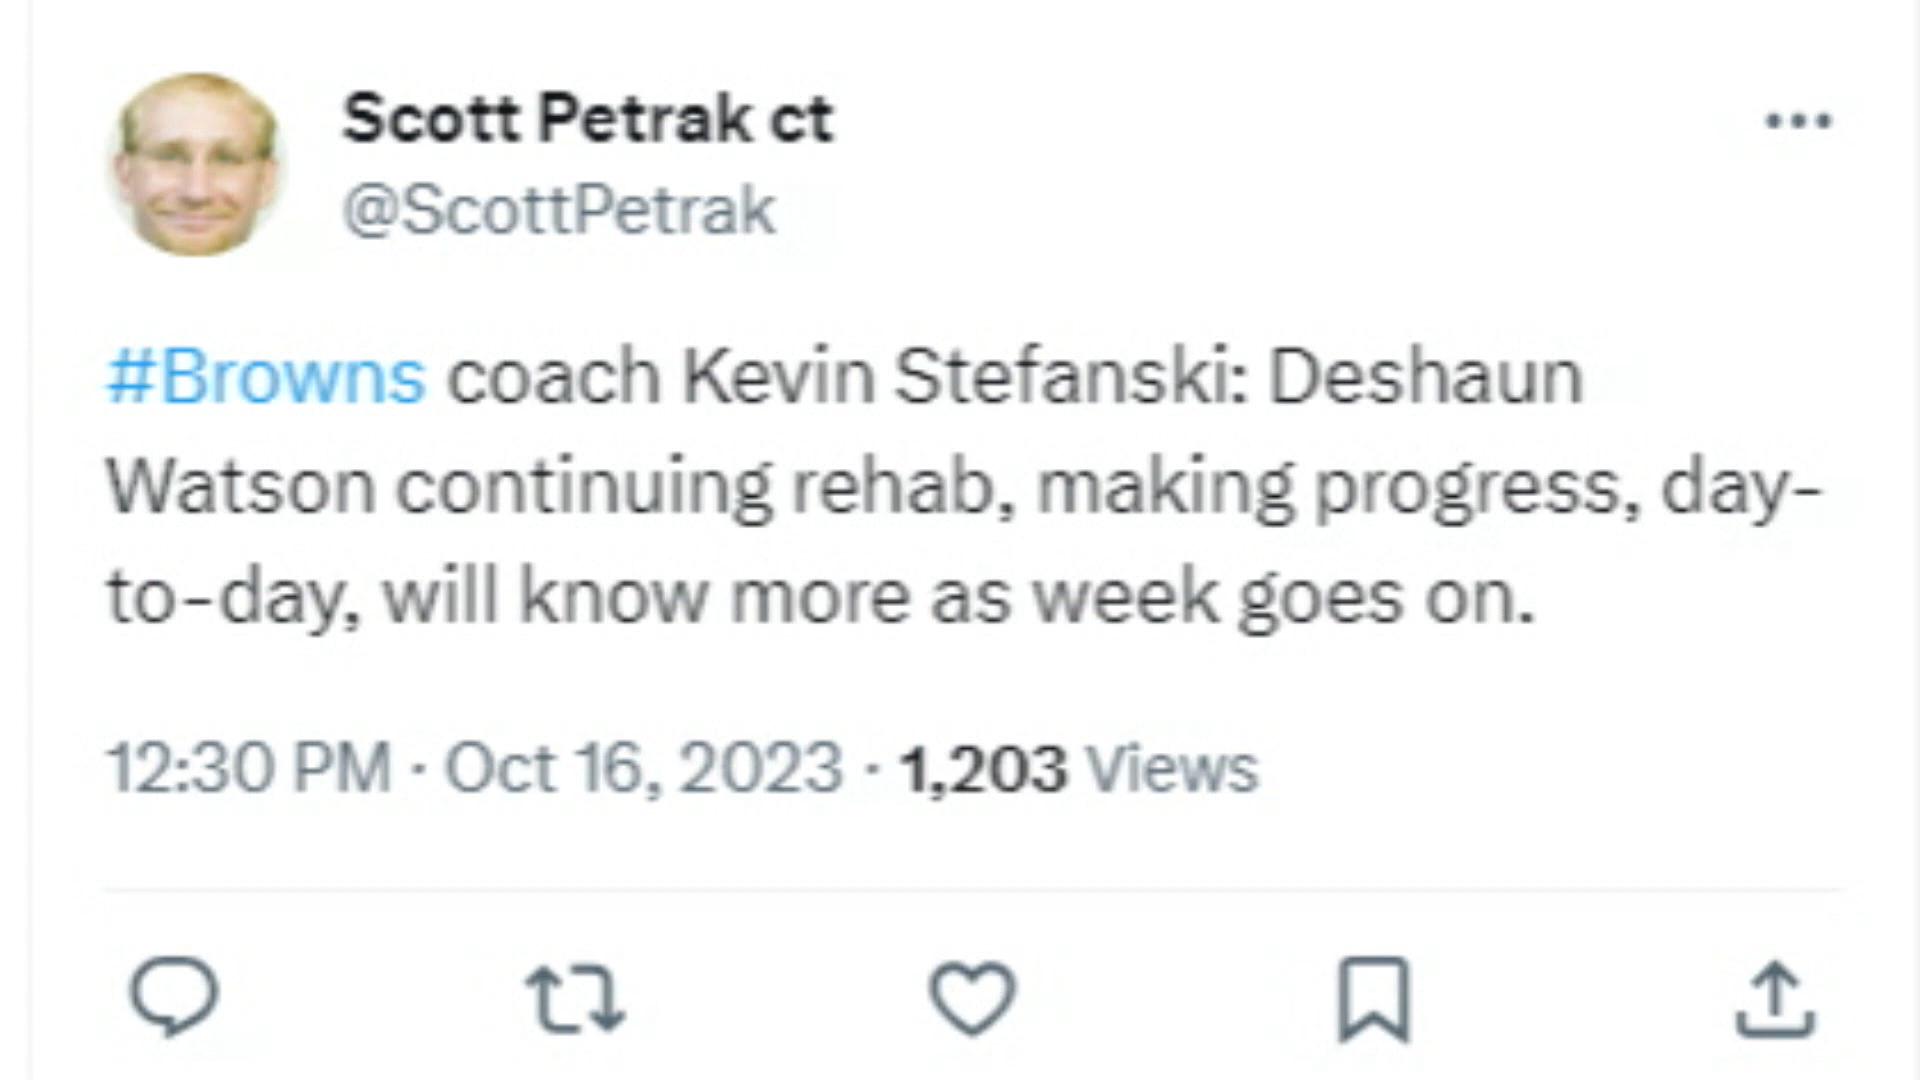 Scott Petrak ct
@ScottPetrak
#Browns coach Kevin Stefanski: Deshaun
Watson continuing rehab, making progress, day-
to-day, will know more as week goes on.
12:30 PM · Oct 16, 2023 · 1,203 Views